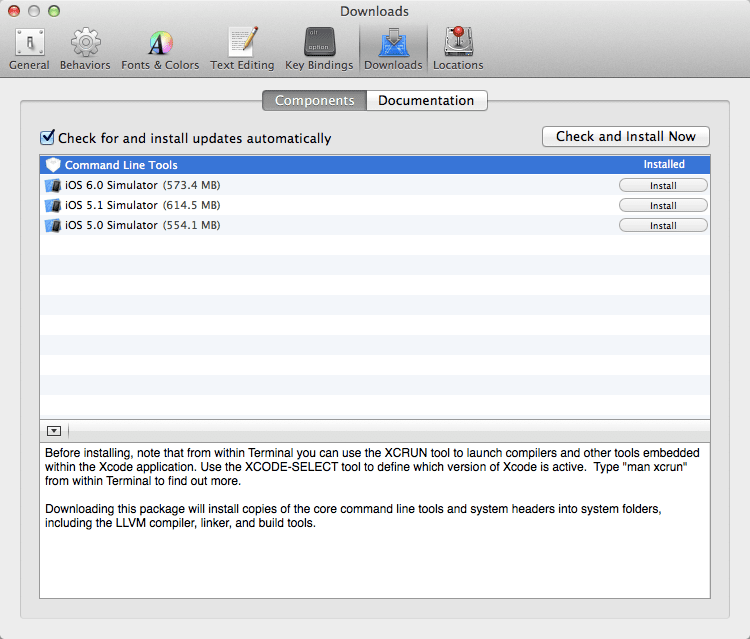 Downloads
General Behaviors Fonts & Colors Text Editing Key Bindings Downloads Locations
Components Documentation
Check for and install updates automatically Check and Install Now
Command Line Tools Installed
iOS 6.0 Simulator (573.4 MB) Install
iOS 5.1 Simulator (614.5 MB) Install
iOS 5.0 Simulator (554.1 MB) Install
Before installing, note that from within Terminal you can use the XCRUN tool to launch compilers and other tools embedded
within the Xcode application. Use the XCODE-SELECT tool to define which version of Xcode is active.  Type "man xcrun"
from within Terminal to find out more.
Downloading this package will install copies of the core command line tools and system headers into system folders,
including the LLVM compiler, linker, and build tools.